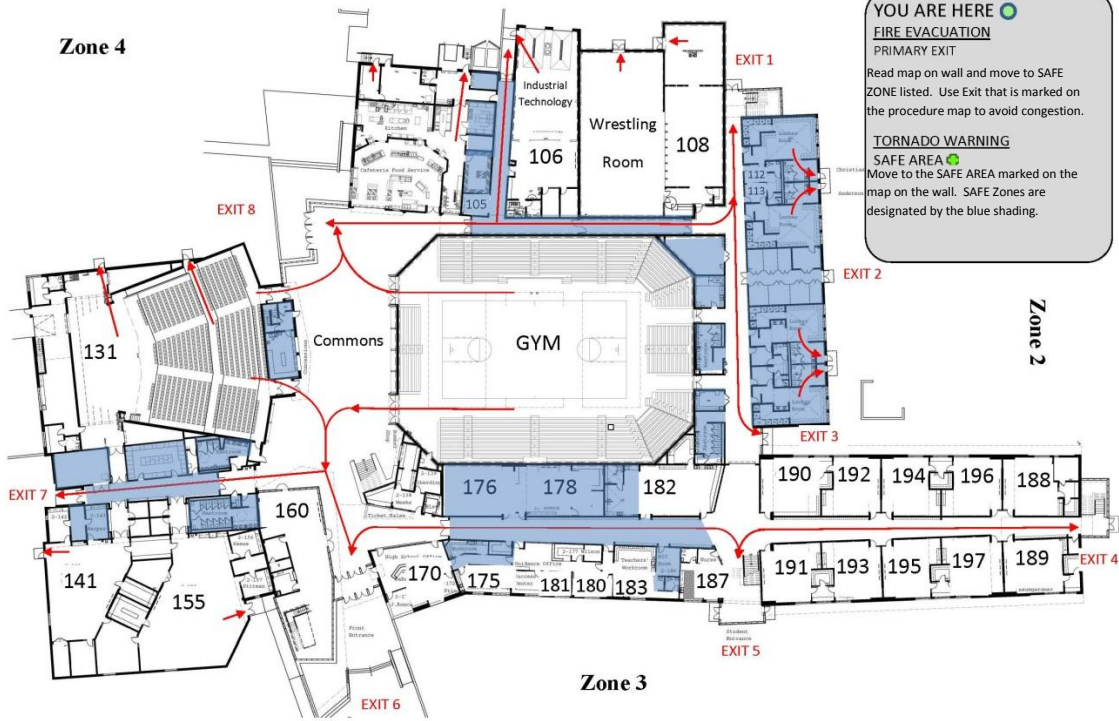 YOU ARE HERE
FIRE EVACUATION
PRIMARY EXIT
Read map on wall and move to SAFE
ZONE listed. Use Exit that is marked on
the procedure map to avoid congestion.
TORNADO WARNING
SAFE AREA
Move to the SAFE AREA marked on the
map on the wall. SAFE Zones are
designated by the blue shading.
Zone 4
EXIT 1
Industrial
Technology
106
Wrestling
Room
108
Kitchen
Cafeteria Food Service
105
112
113
EXIT 8
EXIT 2
Zone 2
131
Commons
GYM
EXIT 3
EXIT 7
160
176
178
182
190
192
194
196
188
Ticket Sales
141
155
170
175
181
180
183
187
191
193
195
197
189
EXIT 4
High School Office
Guidance Office
2-177 Wilson
Teachers'
Workroom
Front
Entrance
Student
Entrance
EXIT 5
EXIT 6
Zone 3